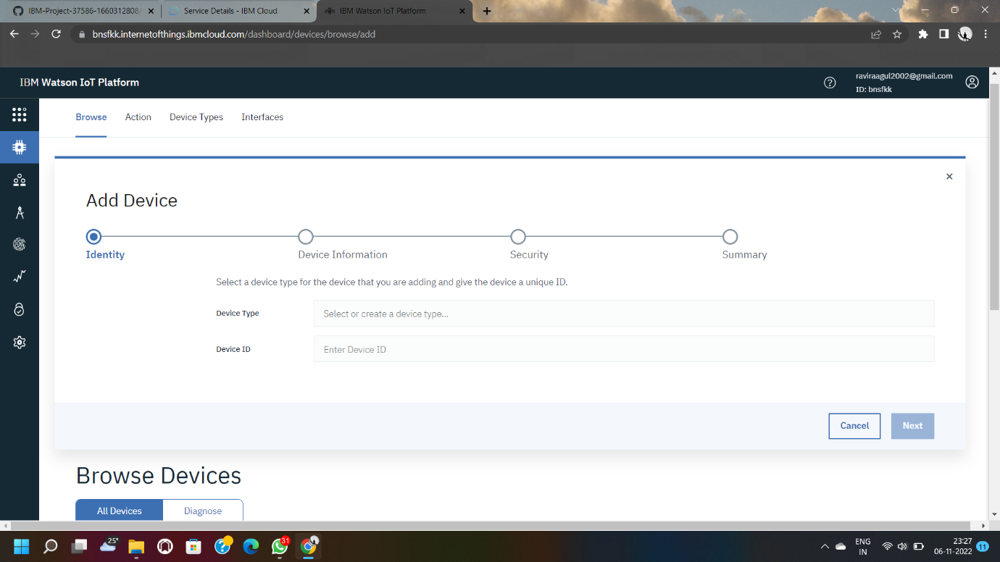 IBM-Project-37586-1660312808/
Service Details - IBM Cloud
IBM Watson IoT Platform
bnsfkk.internetofthings.ibmcloud.com/dashboard/devices/browse/add
IBM Watson IoT Platform
raviraagul2002@gmail.com
ID: bnsfkk
Browse
Action
Device Types
Interfaces
Add Device
Identity
Device Information
Security
Summary
Select a device type for the device that you are adding and give the device a unique ID.
Device Type
Select or create a device type...
Device ID
Enter Device ID
Cancel
Next
Browse Devices
All Devices
Diagnose
25°
31
ENG
IN
23:27
06-11-2022
11